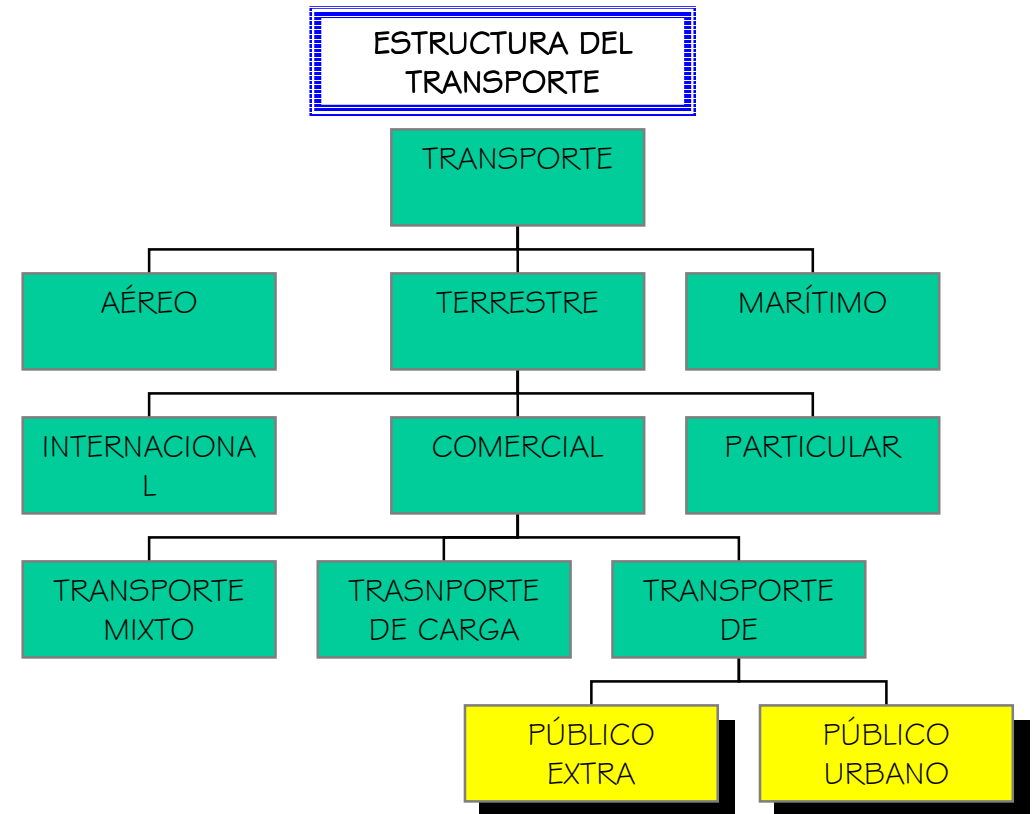 ESTRUCTURA DEL
TRANSPORTE
TRANSPORTE
AÉREO
TERRESTRE
MARÍTIMO
INTERNACIONA
L
COMERCIAL
PARTICULAR
TRANSPORTE
MIXTO
TRASNPORTE
DE CARGA
TRANSPORTE
DE
PÚBLICO
EXTRA
PÚBLICO
URBANO